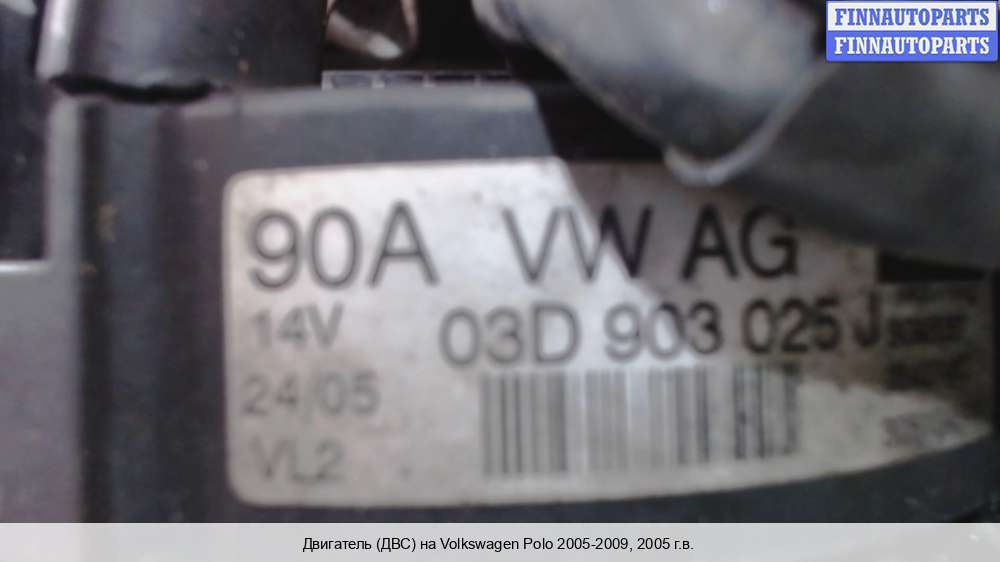 FINNAUTOPARTS
FINNAUTOPARTS
90A VW AG
14V 03D 903 025 J
24/05
VL2
Двигатель (ДВС) на Volkswagen Polo 2005-2009, 2005 г.в.